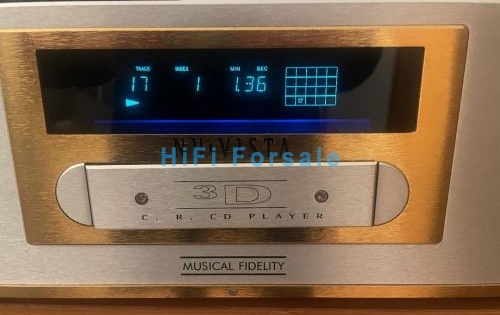 TRACK INDEX MIN SEC
17 1 1.36
17
NU-VISTA
HiFi Forsale
3D
C. R. CD PLAYER
MUSICAL FIDELITY